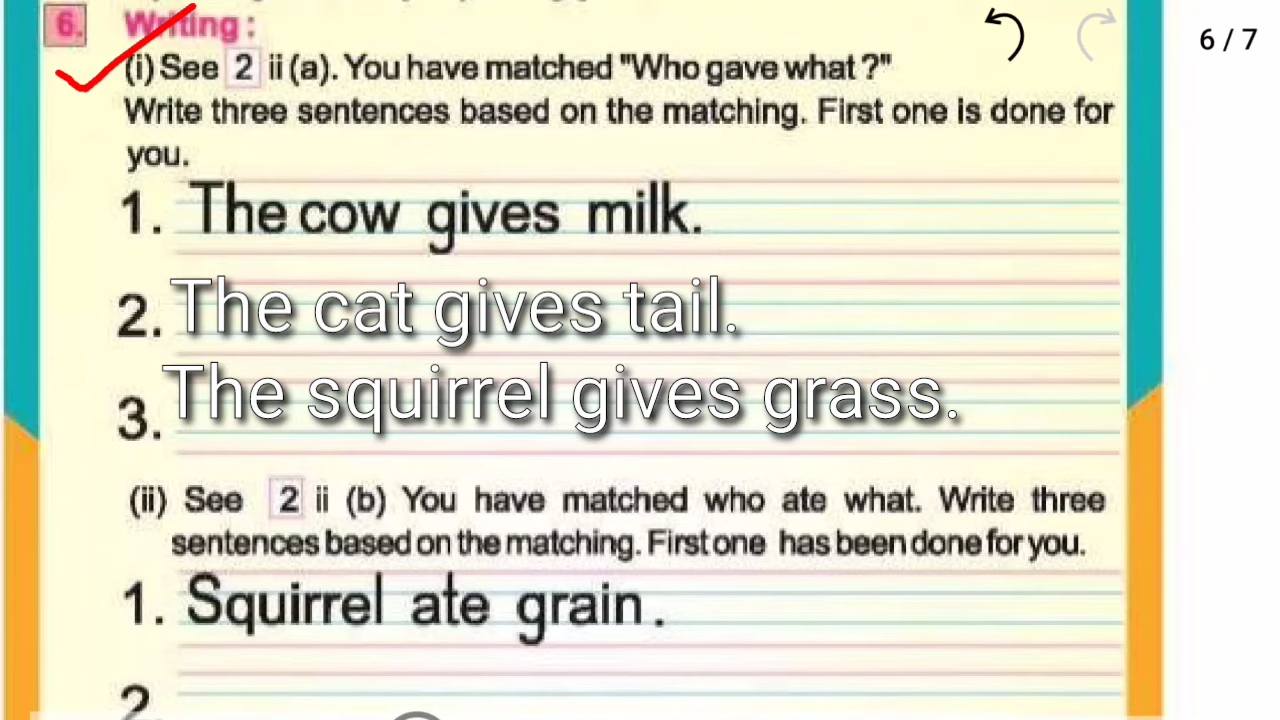 6. Writing :
6 / 7
(i) See 2 ii (a). You have matched "Who gave what ?"
Write three sentences based on the matching. First one is done for
you.
1. The cow gives milk.
2. The cat gives tail.
3. The squirrel gives grass.
(ii) See 2 ii (b) You have matched who ate what. Write three
sentences based on the matching. First one has been done for you.
1. Squirrel ate grain .
2.